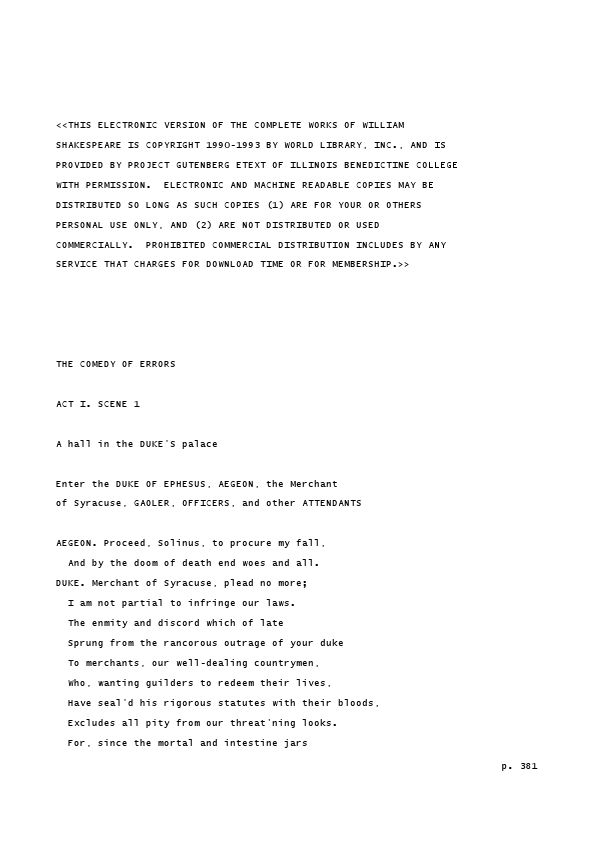 <<THIS ELECTRONIC VERSION OF THE COMPLETE WORKS OF WILLIAM
SHAKESPEARE IS COPYRIGHT 1990-1993 BY WORLD LIBRARY, INC., AND IS
PROVIDED BY PROJECT GUTENBERG ETEXT OF ILLINOIS BENEDICTINE COLLEGE
WITH PERMISSION.  ELECTRONIC AND MACHINE READABLE COPIES MAY BE
DISTRIBUTED SO LONG AS SUCH COPIES (1) ARE FOR YOUR OR OTHERS
PERSONAL USE ONLY, AND (2) ARE NOT DISTRIBUTED OR USED
COMMERCIALLY.  PROHIBITED COMMERCIAL DISTRIBUTION INCLUDES BY ANY
SERVICE THAT CHARGES FOR DOWNLOAD TIME OR FOR MEMBERSHIP.>>
THE COMEDY OF ERRORS
ACT I. SCENE 1
A hall in the DUKE'S palace
Enter the DUKE OF EPHESUS, AEGEON, the Merchant
of Syracuse, GAOLER, OFFICERS, and other ATTENDANTS
AEGEON. Proceed, Solinus, to procure my fall,
And by the doom of death end woes and all.
DUKE. Merchant of Syracuse, plead no more;
I am not partial to infringe our laws.
The enmity and discord which of late
Sprung from the rancorous outrage of your duke
To merchants, our well-dealing countrymen,
Who, wanting guilders to redeem their lives,
Have seal'd his rigorous statutes with their bloods,
Excludes all pity from our threat'ning looks.
For, since the mortal and intestine jars
p. 381